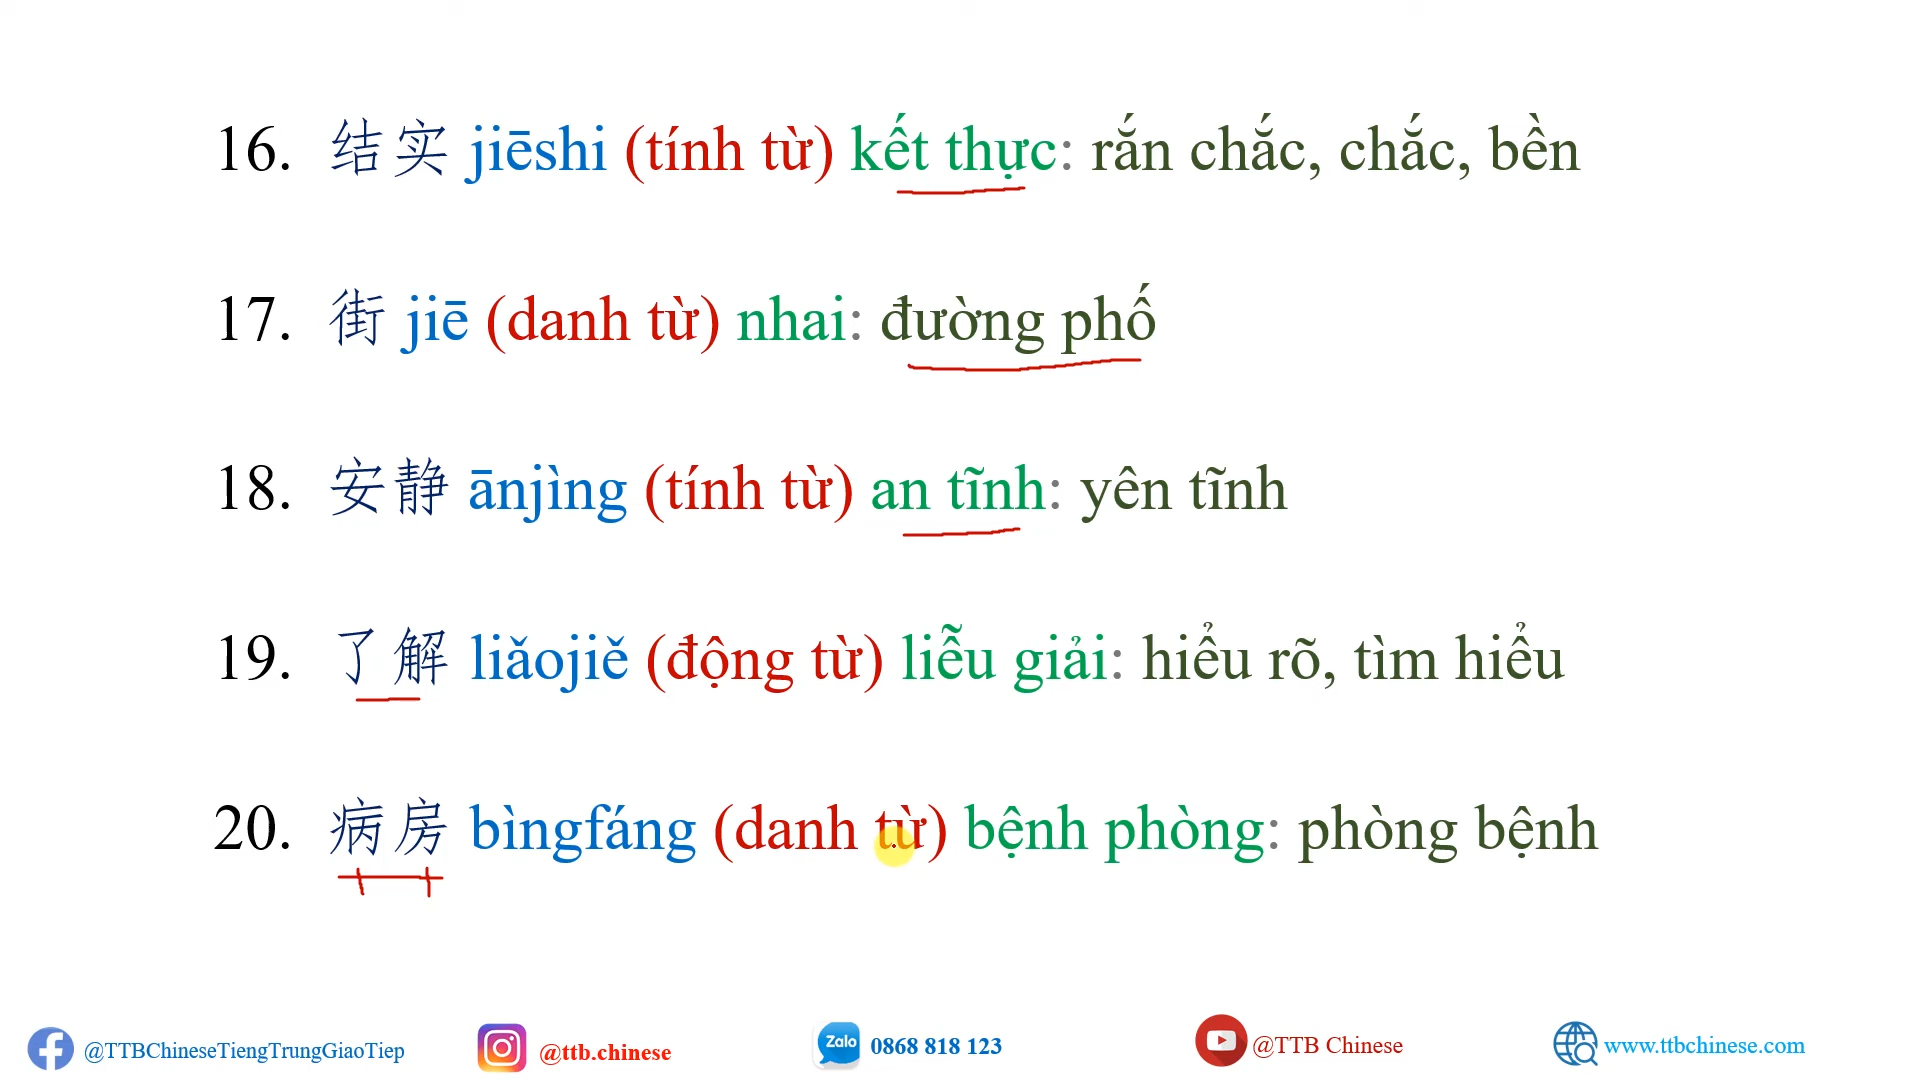 16. 结实 jiēshi (tính từ) kết thực: rắn chắc, chắc, bền
17. 街 jiē (danh từ) nhai: đường phố
18. 安静 ānjìng (tính từ) an tĩnh: yên tĩnh
19. 了解 liǎojiě (động từ) liễu giải: hiểu rõ, tìm hiểu
20. 病房 bìngfáng (danh từ) bệnh phòng: phòng bệnh
@TTBChineseTiengTrungGiaoTiep @ttb.chinese Zalo 0868 818 123 @TTB Chinese www.ttbchinese.com